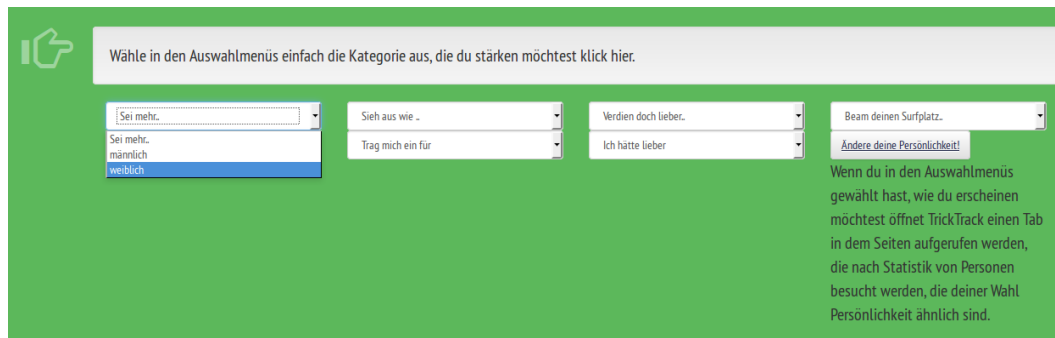 Wähle in den Auswahlmenüs einfach die Kategorie aus, die du stärken möchtest klick hier.
Sei mehr..
Sieh aus wie ..
Verdien doch lieber..
Beam deinen Surfplatz..
Sei mehr..
männlich
weiblich
Trag mich ein für
Ich hätte lieber
Ändere deine Persönlichkeit!
Wenn du in den Auswahlmenüs
gewählt hast, wie du erscheinen
möchtest öffnet TrickTrack einen Tab
in dem Seiten aufgerufen werden,
die nach Statistik von Personen
besucht werden, die deiner Wahl
Persönlichkeit ähnlich sind.